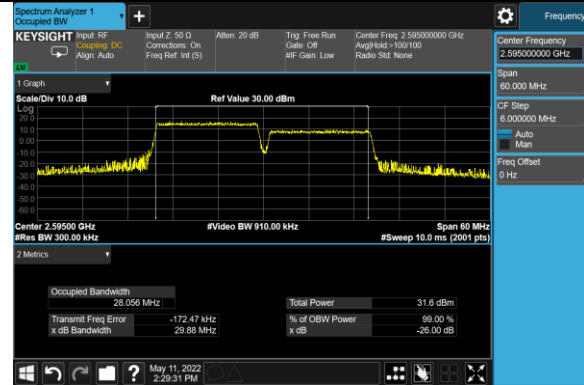 Spectrum Analyzer 1
Occupied BW
Frequency
KEYSIGHT
Input: RF
Coupling: DC
Align: Auto
Input Z: 50 Ω
Corrections: On
Freq Ref: Int (S)
Atten: 20 dB
Trig: Free Run
Gate: Off
#IF Gain: Low
Center Freq: 2.595000000 GHz
Avg|Hold:>100/100
Radio Std: None
Center Frequency
2.595000000 GHz
Span
60.000 MHz
CF Step
6.000000 MHz
Auto
Man
Freq Offset
0 Hz
1 Graph
Scale/Div 10.0 dB
Ref Value 30.00 dBm
Log
20.0
10.0
0.00
-10.0
-20.0
-30.0
-40.0
-50.0
-60.0
Center 2.59500 GHz
#Video BW 910.00 kHz
Span 60 MHz
#Res BW 300.00 kHz
#Sweep 10.0 ms (2001 pts)
2 Metrics
Occupied Bandwidth
28.056 MHz
Total Power 31.6 dBm
Transmit Freq Error -172.47 kHz
% of OBW Power 99.00 %
x dB Bandwidth 29.88 MHz
x dB -26.00 dB
May 11, 2022
2:29:31 PM
?